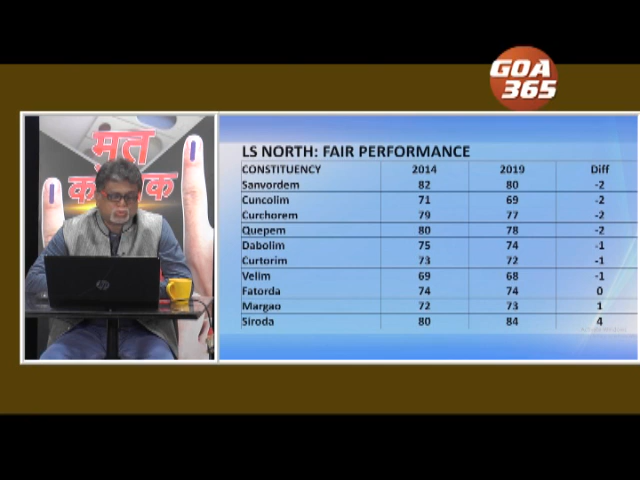 GOA
365
मत
LS NORTH: FAIR PERFORMANCE
CONSTITUENCY 2014 2019 Diff
Sanvordem 82 80 -2
Cuncolim 71 69 -2
Curchorem 79 77 -2
Quepem 80 78 -2
Dabolim 75 74 -1
Curtorim 73 72 -1
Velim 69 68 -1
Fatorda 74 74 0
Margao 72 73 1
Siroda 80 84 4
hp